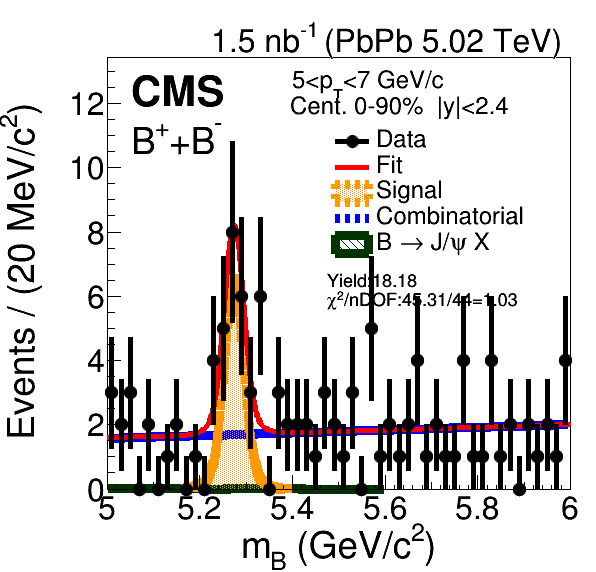 1.5 nb⁻¹ (PbPb 5.02 TeV)
CMS
B⁺+B⁻
5<p_T<7 GeV/c
Cent. 0-90% |y|<2.4
Data
Fit
Signal
Combinatorial
B → J/ψ X
Yield:18.18
χ²/nDOF:45.31/44=1.03
Events / (20 MeV/c²)
12
10
8
6
4
2
0
5 5.2 5.4 5.6 5.8 6
m_B (GeV/c²)